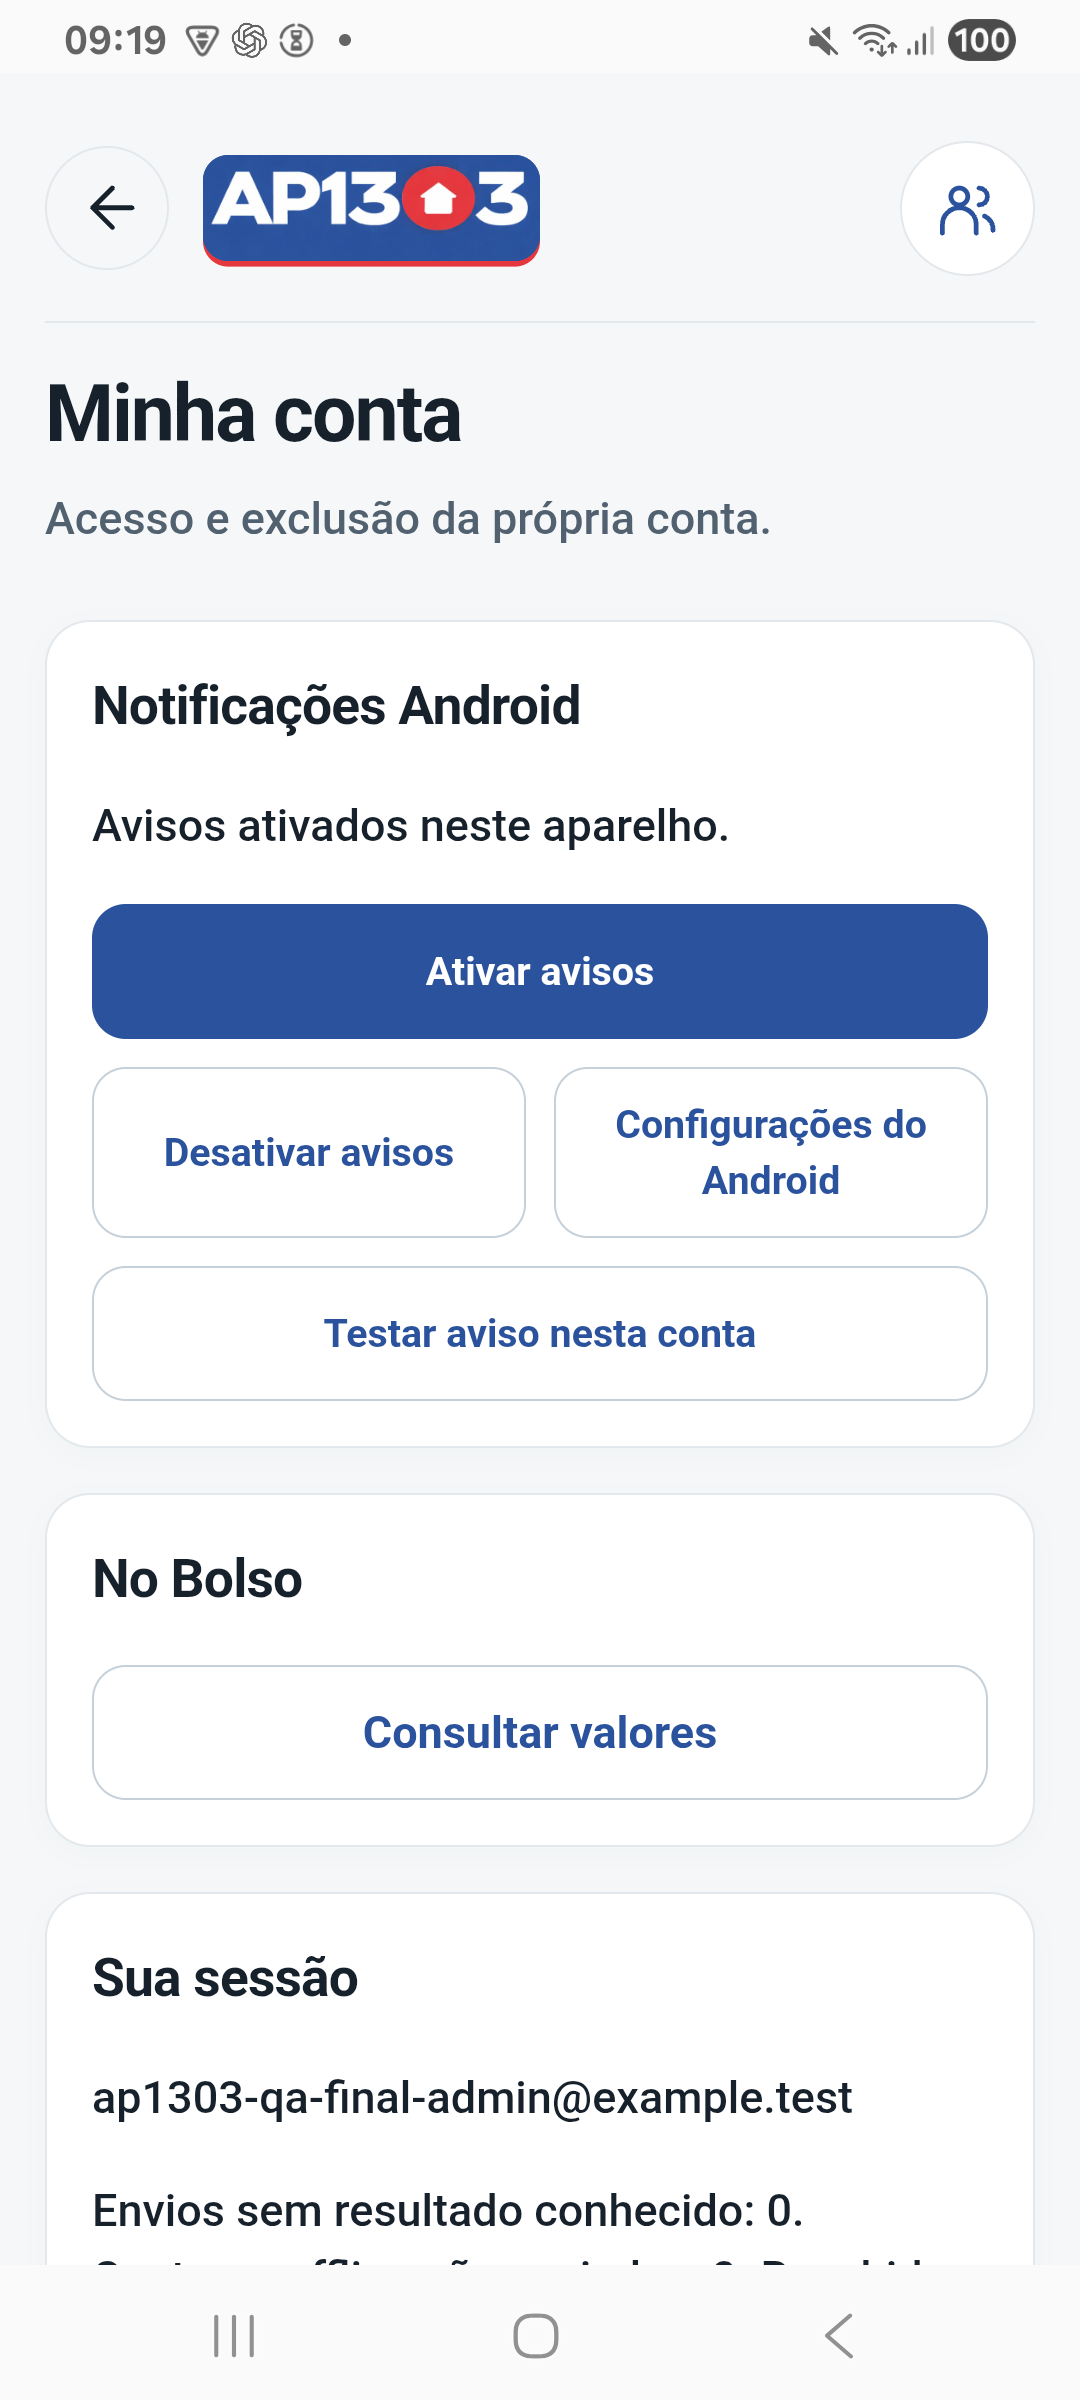 09:19
100
AP1303
Minha conta
Acesso e exclusão da própria conta.
Notificações Android
Avisos ativados neste aparelho.
Ativar avisos
Desativar avisos
Configurações do
Android
Testar aviso nesta conta
No Bolso
Consultar valores
Sua sessão
ap1303-qa-final-admin@example.test
Envios sem resultado conhecido: 0.